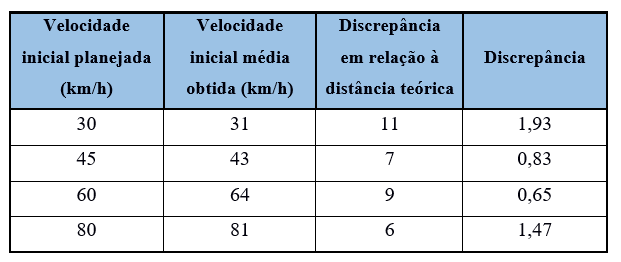 Velocidade inicial planejada (km/h) Velocidade inicial média obtida (km/h) Discrepância em relação à distância teórica Discrepância
30 31 11 1,93
45 43 7 0,83
60 64 9 0,65
80 81 6 1,47